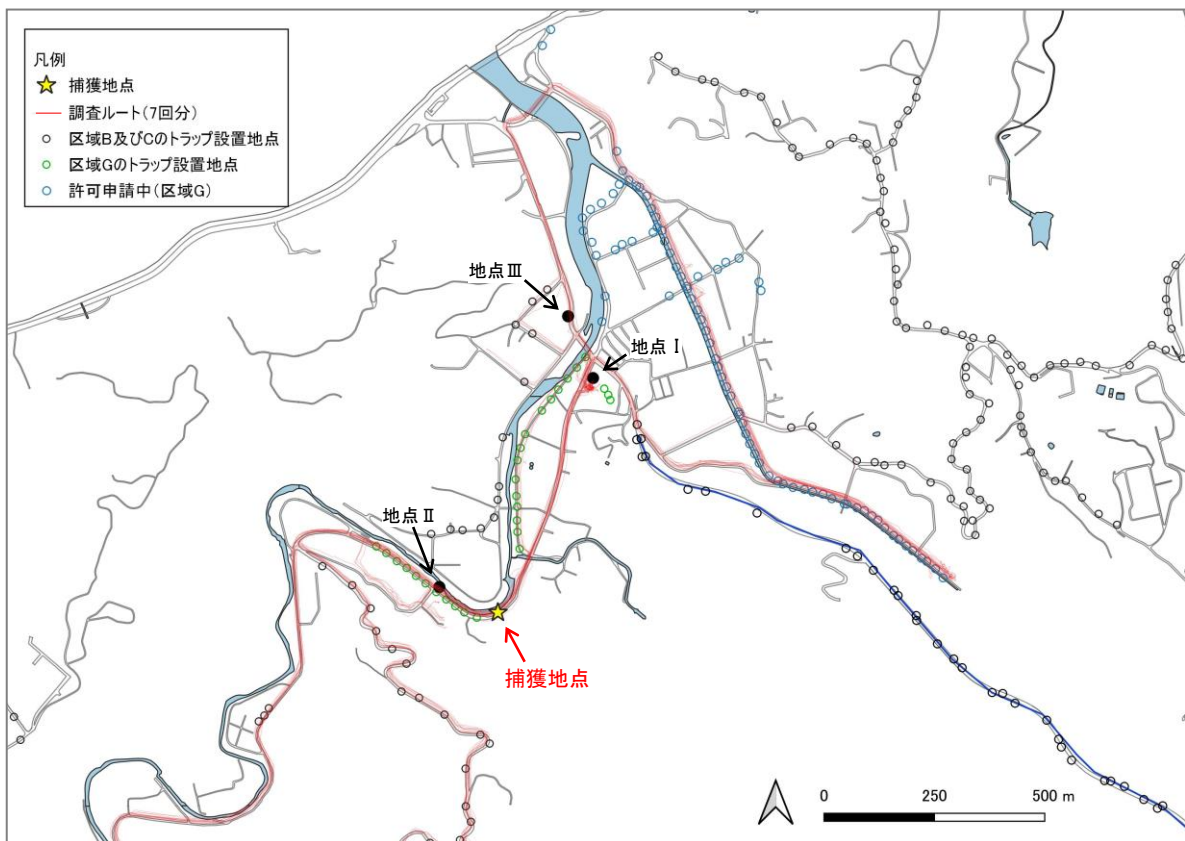 凡例
捕獲地点
調査ルート(7回分)
区域B及びCのトラップ設置地点
区域Gのトラップ設置地点
許可申請中(区域G)
地点Ⅲ
地点Ⅰ
地点Ⅱ
捕獲地点
0 250 500 m